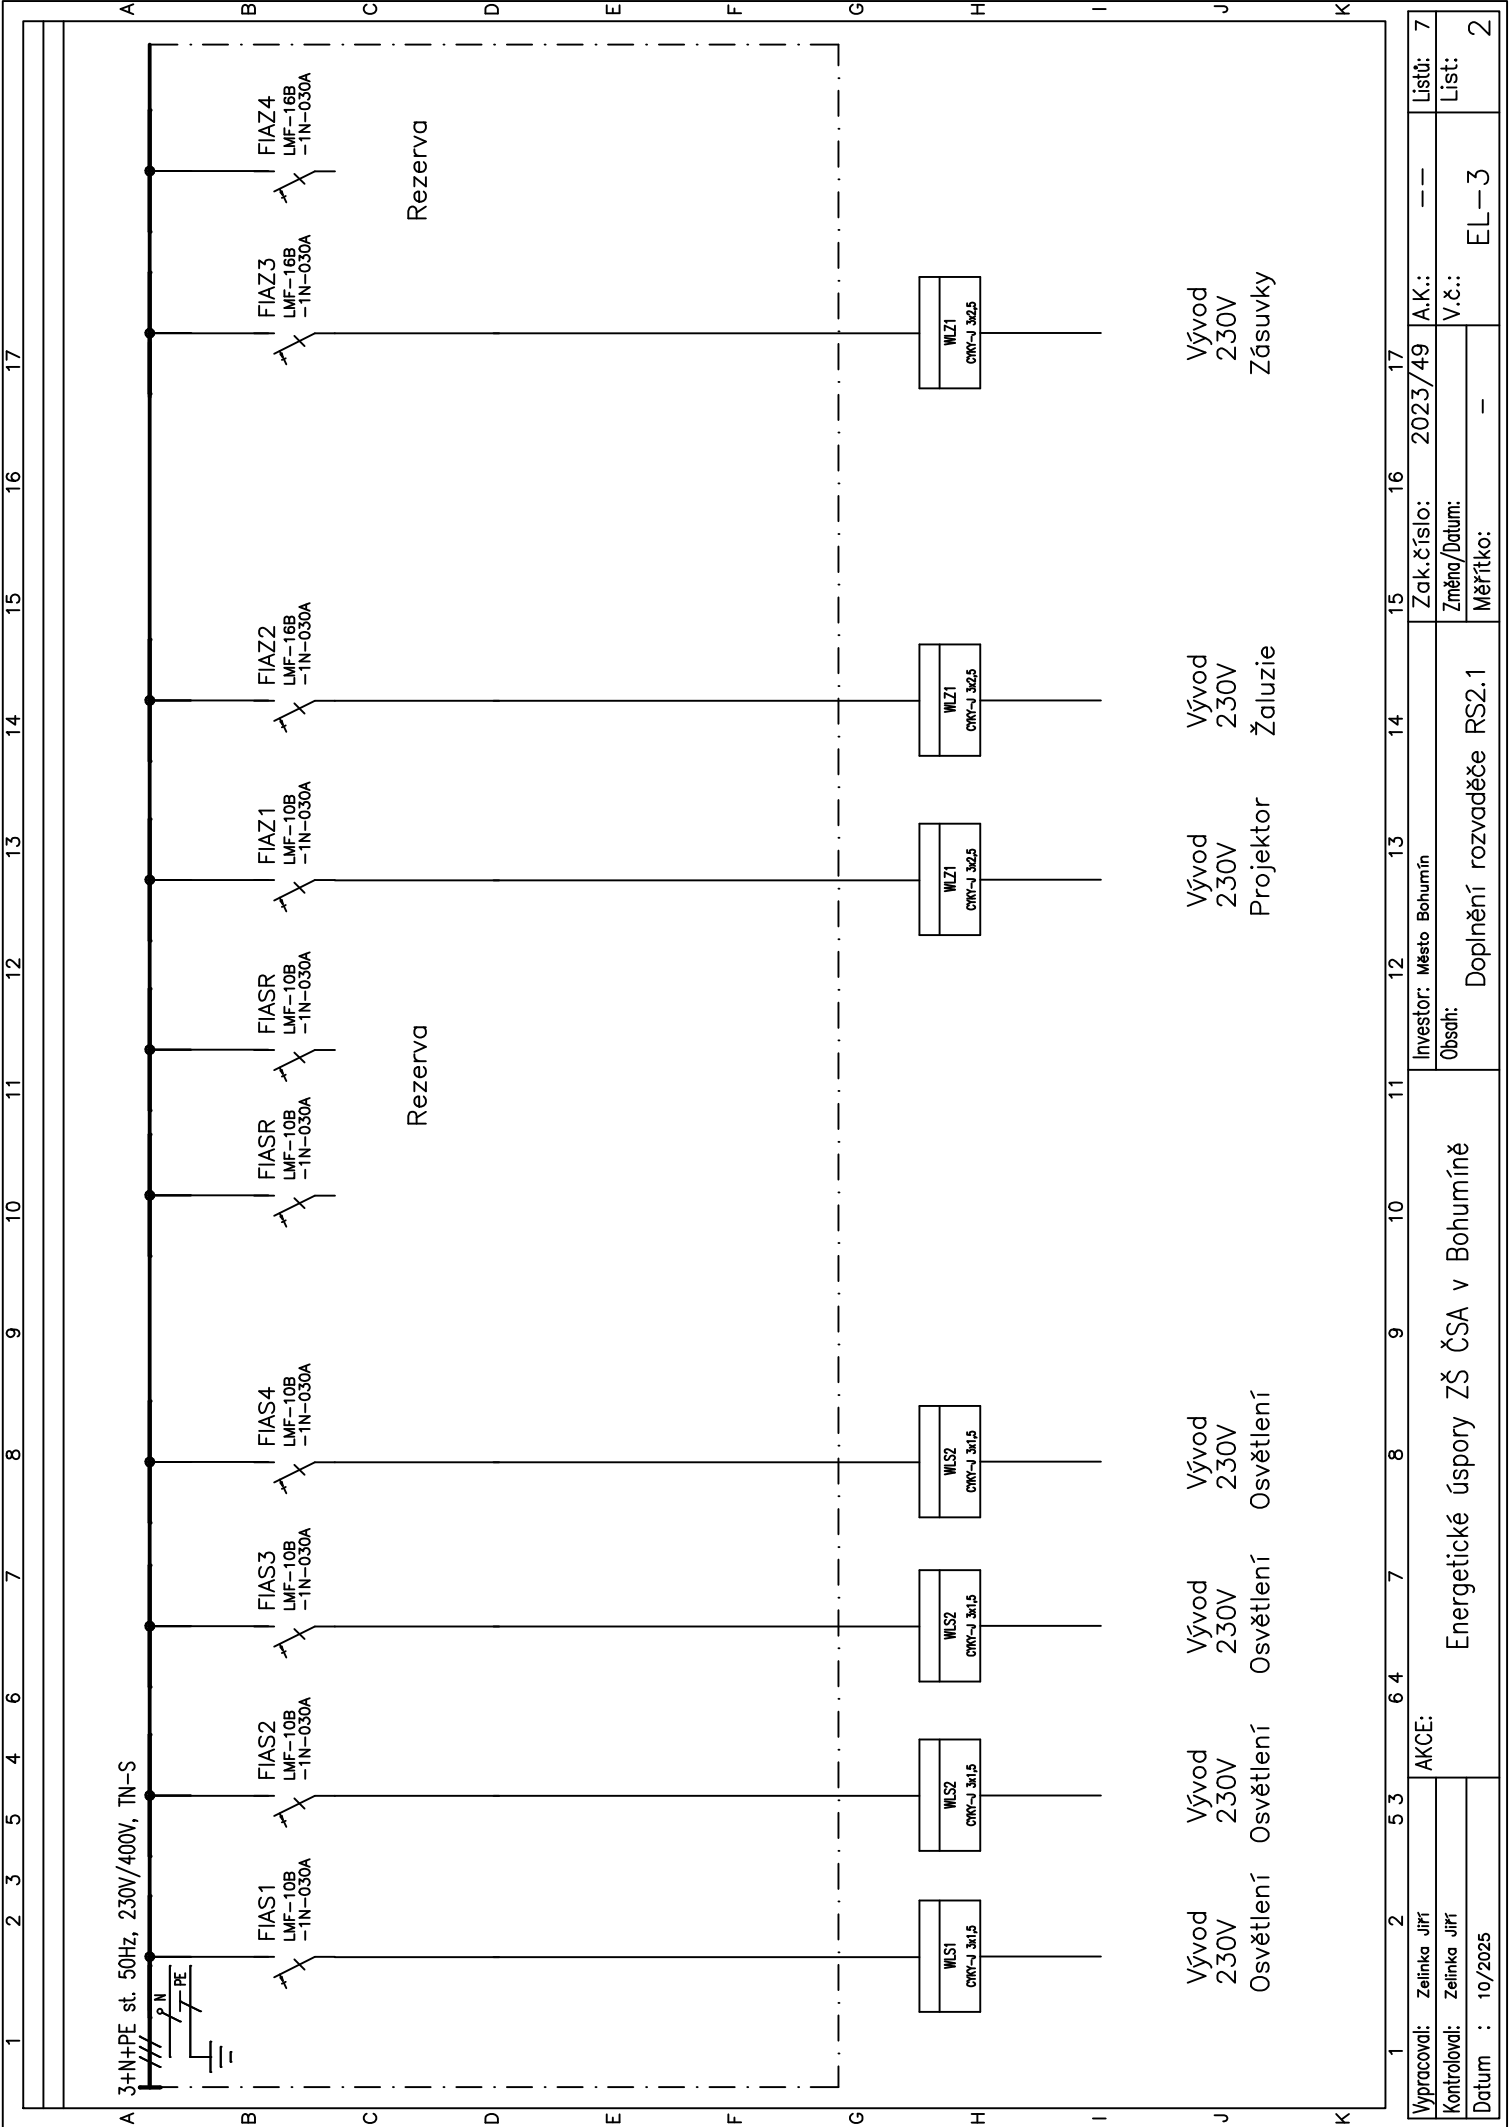 1 2 3 5 4 6 7 8 9 10 11 12 13 14 15 16 17
A
B
C
D
E
F
G
H
I
J
K
3+N+PE st. 50Hz, 230V/400V, TN-S
N
PE
FIAS1
LMF-10B
-1N-030A
FIAS2
LMF-10B
-1N-030A
FIAS3
LMF-10B
-1N-030A
FIAS4
LMF-10B
-1N-030A
FIASR
LMF-10B
-1N-030A
FIASR
LMF-10B
-1N-030A
FIAZ1
LMF-10B
-1N-030A
FIAZ2
LMF-16B
-1N-030A
FIAZ3
LMF-16B
-1N-030A
FIAZ4
LMF-16B
-1N-030A
Rezerva
Rezerva
WLS1
CYKY-J 3x1,5
WLS2
CYKY-J 3x1,5
WLS2
CYKY-J 3x1,5
WLS2
CYKY-J 3x1,5
WLZ1
CYKY-J 3x2,5
WLZ1
CYKY-J 3x2,5
WLZ1
CYKY-J 3x2,5
Vývod
230V
Osvětlení
Vývod
230V
Osvětlení
Vývod
230V
Osvětlení
Vývod
230V
Osvětlení
Vývod
230V
Projektor
Vývod
230V
Žaluzie
Vývod
230V
Zásuvky
A
B
C
D
E
F
G
H
I
J
K
1 2 5 3 6 4 7 8 9 10 11 12 13 14 15 16 17
Vypracoval: Zelinka Jiří
Kontroloval: Zelinka Jiří
Datum : 10/2025
AKCE:
Energetické úspory ZŠ ČSA v Bohumíně
Investor: Město Bohumín
Obsah:
Doplnění rozvaděče RS2.1
Zak.číslo: 2023/49
Změna/Datum:
Měřítko: -
A.K.: --
V.č.: EL-3
Listů: 7
List: 2